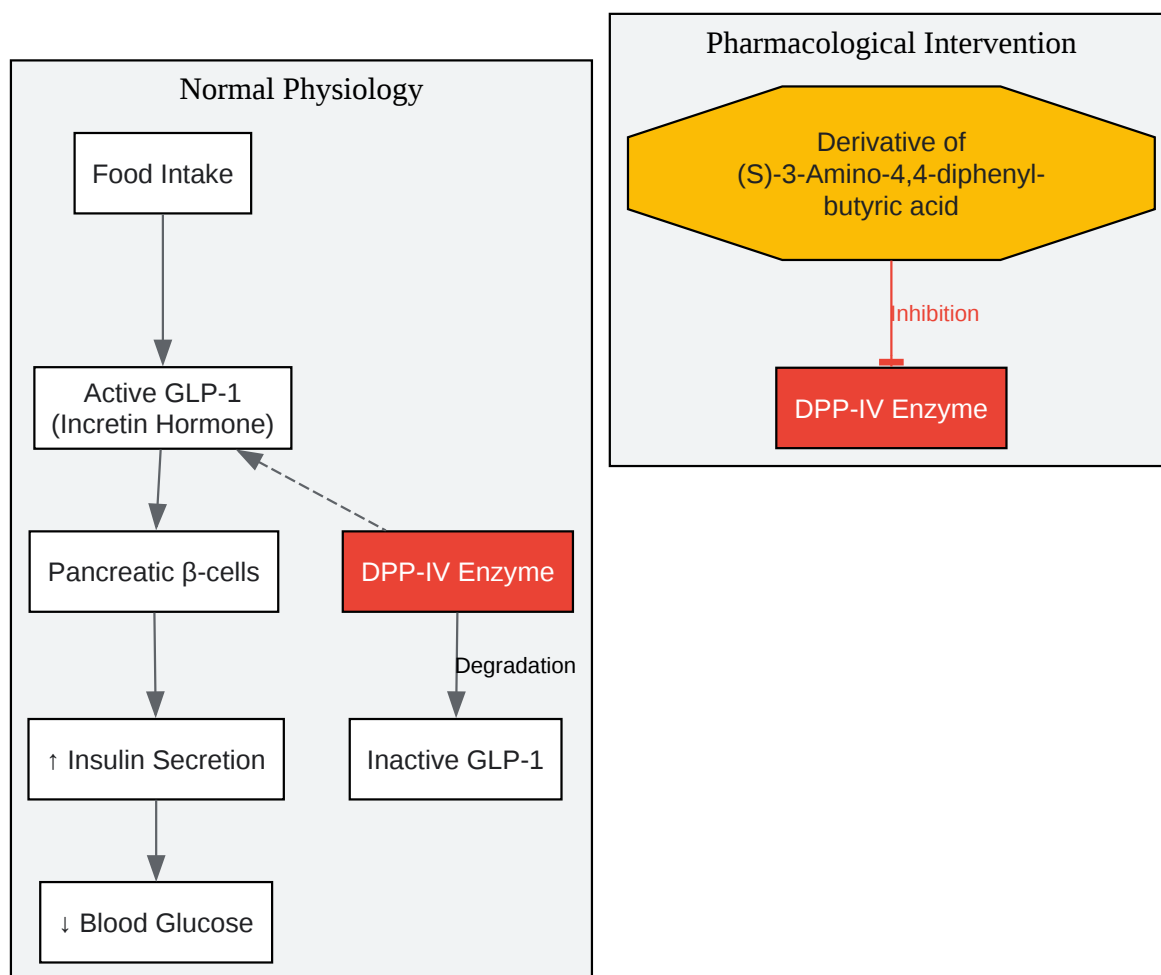 Normal Physiology
Food Intake
Active GLP-1
(Incretin Hormone)
Pancreatic β-cells
DPP-IV Enzyme
Degradation
↑ Insulin Secretion
Inactive GLP-1
↓ Blood Glucose
Pharmacological Intervention
Derivative of
(S)-3-Amino-4,4-diphenyl-
butyric acid
Inhibition
DPP-IV Enzyme